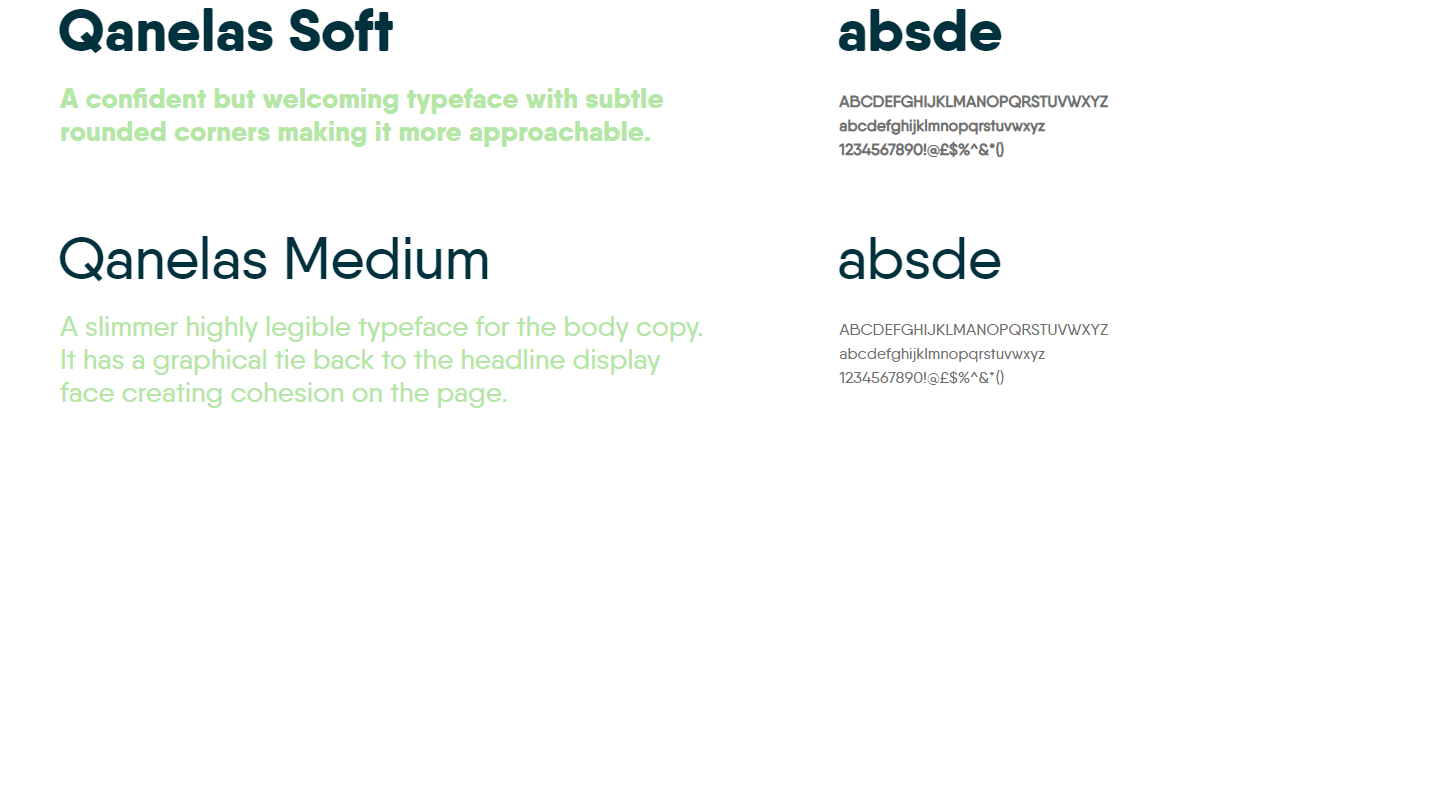 Qanelas Soft
A confident but welcoming typeface with subtle
rounded corners making it more approachable.
absde
ABCDEFGHIJKLMANOPQRSTUVWXYZ
abcdefghijklmnopqrstuvwxyz
1234567890!@£$%^&*()
Qanelas Medium
A slimmer highly legible typeface for the body copy.
It has a graphical tie back to the headline display
face creating cohesion on the page.
absde
ABCDEFGHIJKLMANOPQRSTUVWXYZ
abcdefghijklmnopqrstuvwxyz
1234567890!@£$%^&*()